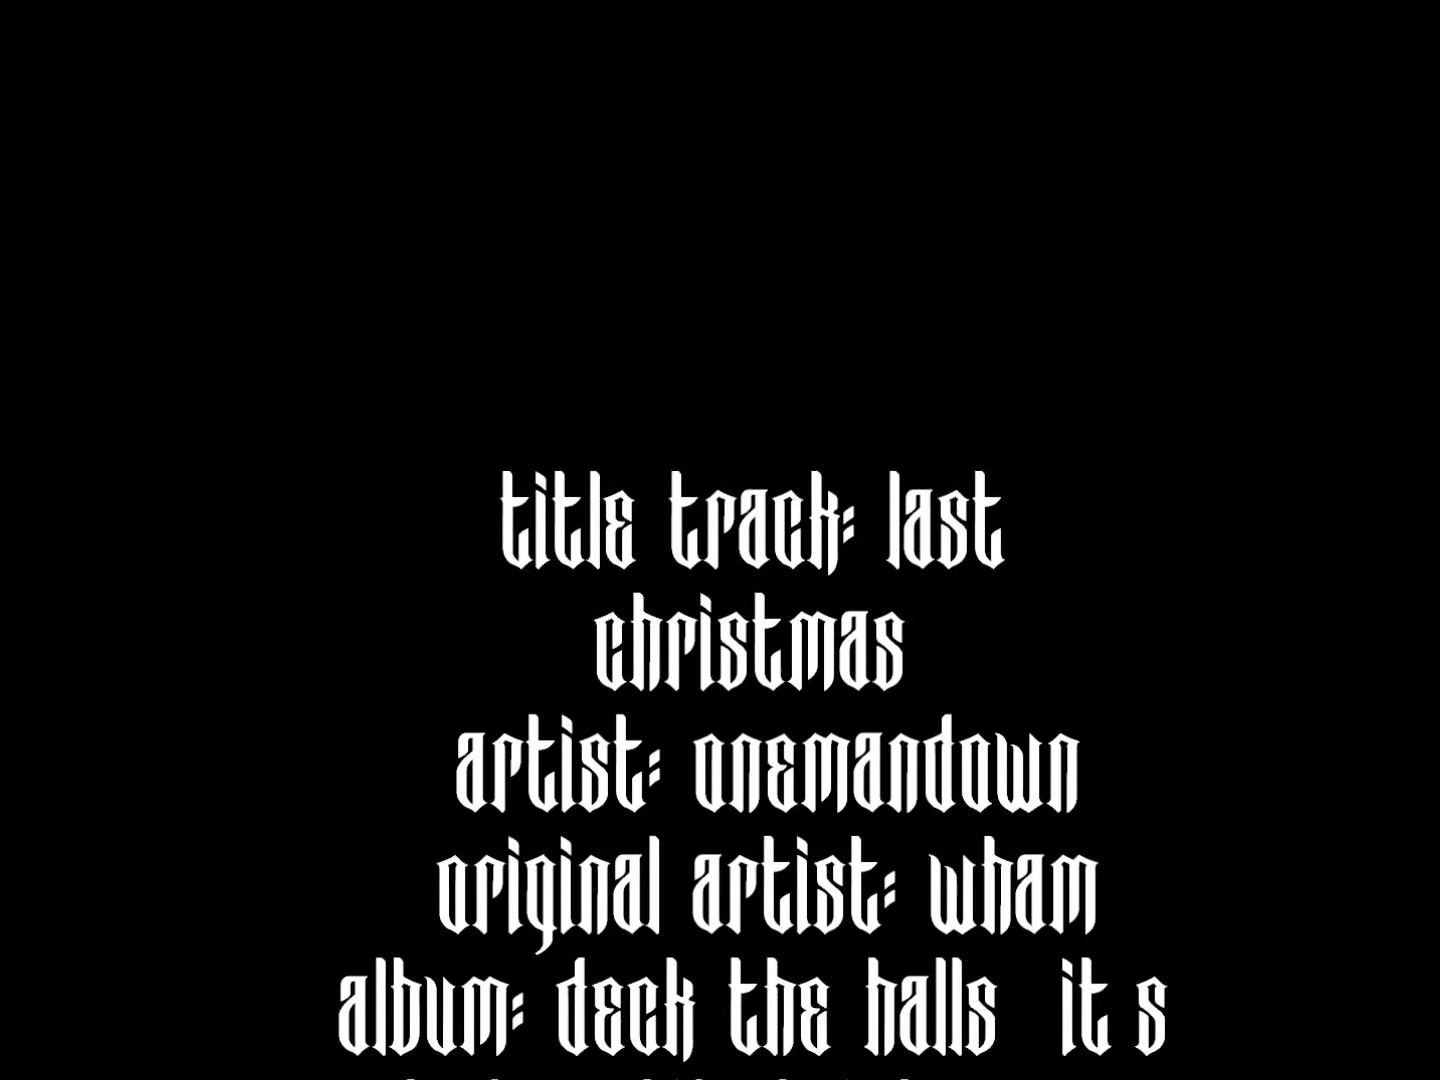 title track: last
christmas
artist: onemandown
original artist: wham
album: deck the halls it s